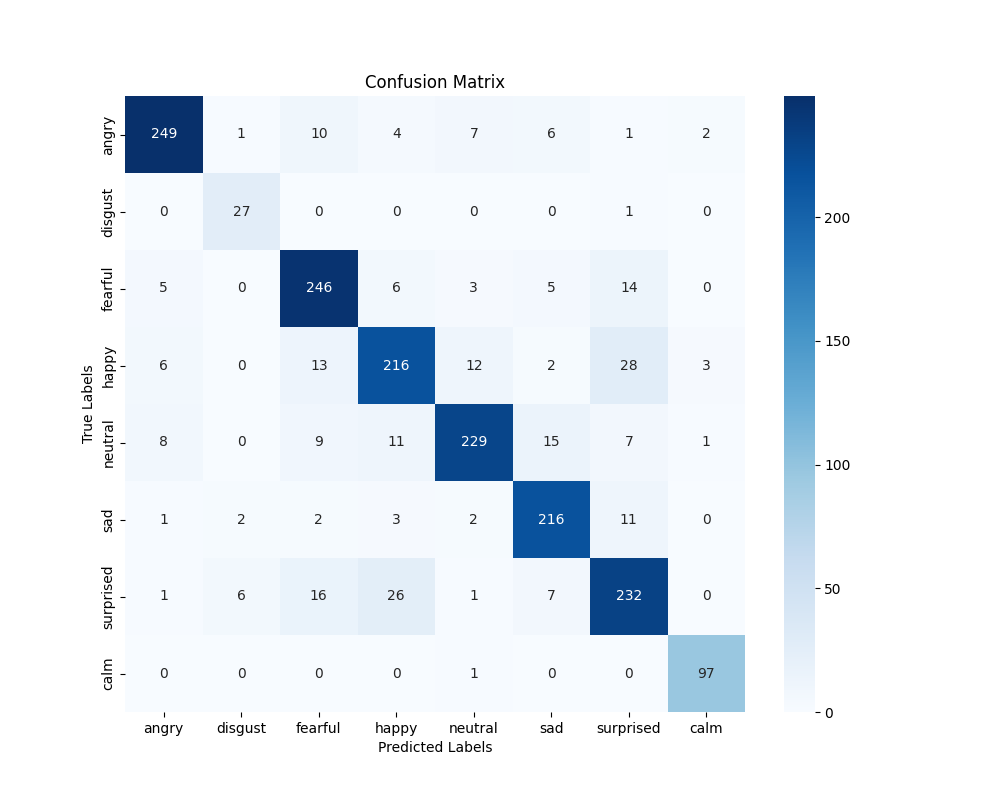 Confusion Matrix
True Labels
angry 249 1 10 4 7 6 1 2
disgust 0 27 0 0 0 0 1 0
fearful 5 0 246 6 3 5 14 0
happy 6 0 13 216 12 2 28 3
neutral 8 0 9 11 229 15 7 1
sad 1 2 2 3 2 216 11 0
surprised 1 6 16 26 1 7 232 0
calm 0 0 0 0 1 0 0 97
angry disgust fearful happy neutral sad surprised calm
Predicted Labels
200
150
100
50
0